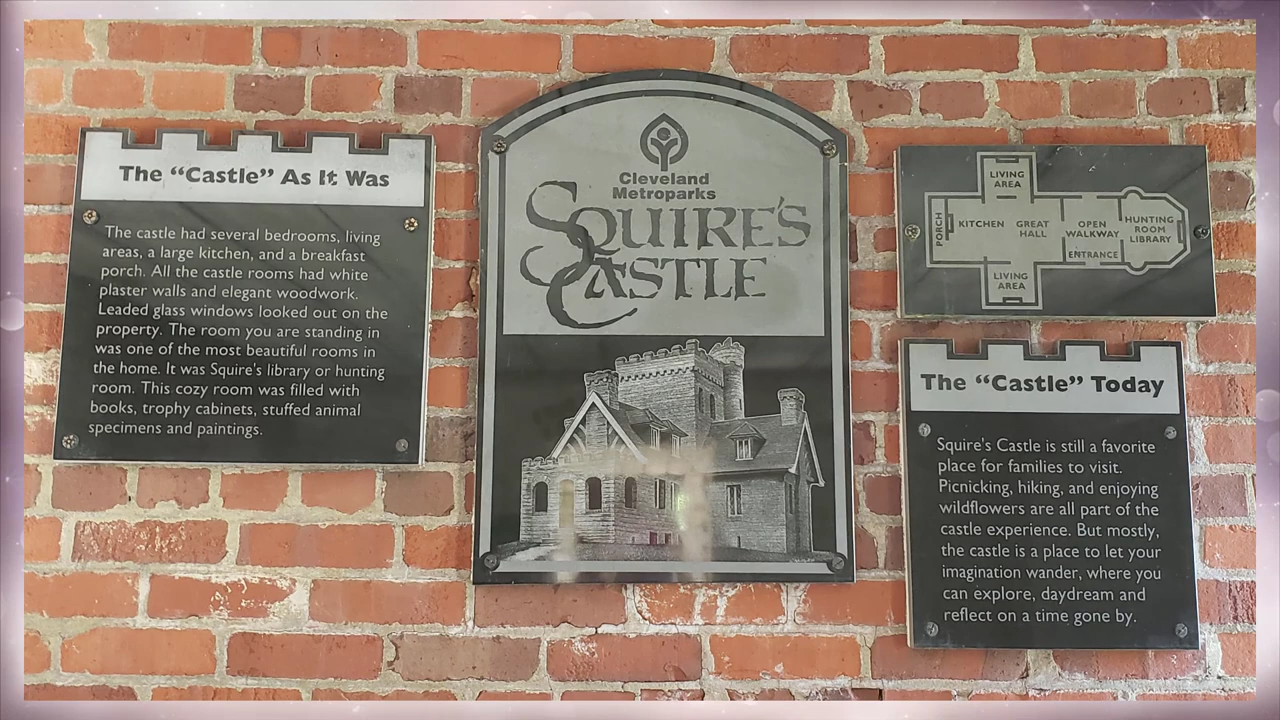 The “Castle” As It Was
The castle had several bedrooms, living
areas, a large kitchen, and a breakfast
porch. All the castle rooms had white
plaster walls and elegant woodwork.
Leaded glass windows looked out on the
property. The room you are standing in
was one of the most beautiful rooms in
the home. It was Squire's library or hunting
room. This cozy room was filled with
books, trophy cabinets, stuffed animal
specimens and paintings.
Cleveland
Metroparks
SQUIRE'S
CASTLE
LIVING
AREA
PORCH
KITCHEN
GREAT
HALL
OPEN
WALKWAY
ENTRANCE
HUNTING
ROOM
LIBRARY
LIVING
AREA
The “Castle” Today
Squire's Castle is still a favorite
place for families to visit.
Picnicking, hiking, and enjoying
wildflowers are all part of the
castle experience. But mostly,
the castle is a place to let your
imagination wander, where you
can explore, daydream and
reflect on a time gone by.